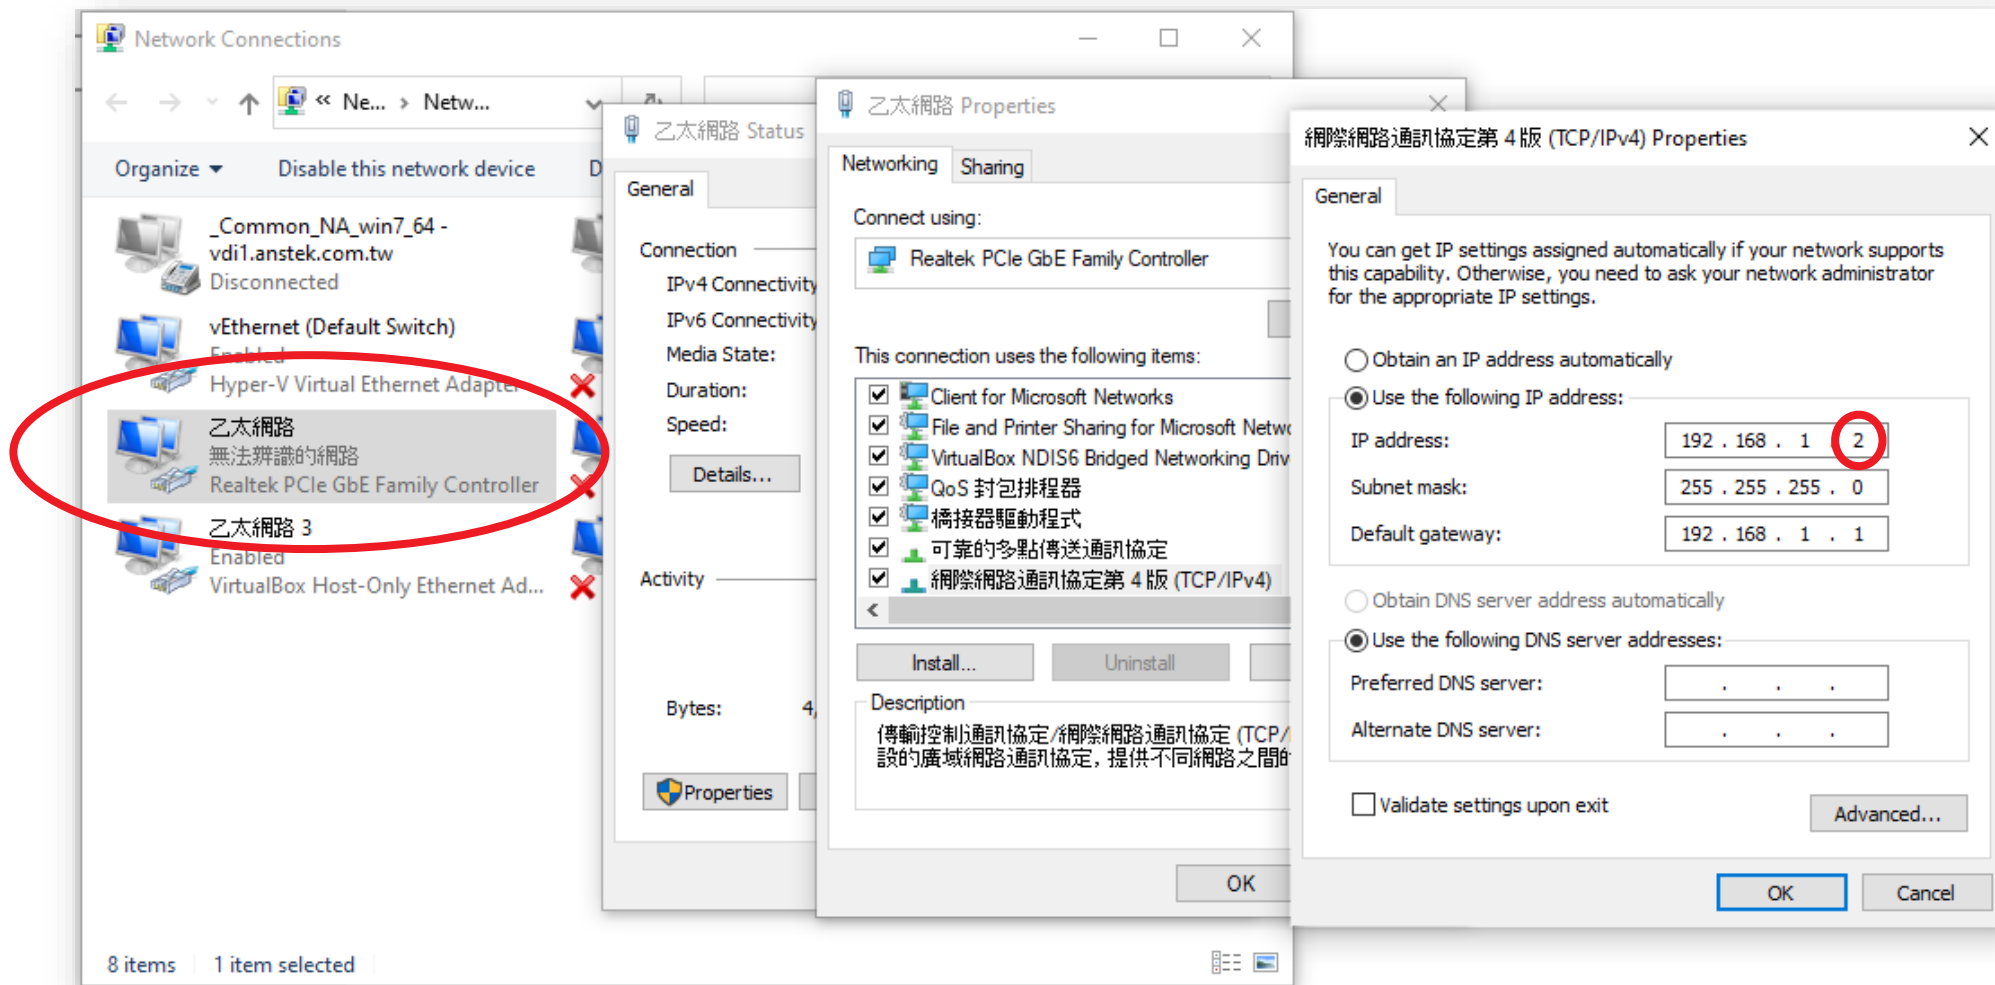 Network Connections
« Ne... › Netw...
Organize
Disable this network device
_Common_NA_win7_64 -
vdi1.anstek.com.tw
Disconnected
vEthernet (Default Switch)
Enabled
Hyper-V Virtual Ethernet Adapter
乙太網路
無法辨識的網路
Realtek PCIe GbE Family Controller
乙太網路 3
Enabled
VirtualBox Host-Only Ethernet Ad...
8 items
1 item selected
乙太網路 Status
General
Connection
IPv4 Connectivity
IPv6 Connectivity
Media State:
Duration:
Speed:
Details...
Activity
Bytes: 4,
Properties
乙太網路 Properties
Networking
Sharing
Connect using:
Realtek PCIe GbE Family Controller
This connection uses the following items:
Client for Microsoft Networks
File and Printer Sharing for Microsoft Netwo
VirtualBox NDIS6 Bridged Networking Driv
QoS 封包排程器
橋接器驅動程式
可靠的多點傳送通訊協定
網際網路通訊協定第 4 版 (TCP/IPv4)
Install...
Uninstall
Description
傳輸控制通訊協定/網際網路通訊協定 (TCP/
設的廣域網路通訊協定, 提供不同網路之間的
OK
網際網路通訊協定第 4 版 (TCP/IPv4) Properties
General
You can get IP settings assigned automatically if your network supports
this capability. Otherwise, you need to ask your network administrator
for the appropriate IP settings.
Obtain an IP address automatically
Use the following IP address:
IP address: 192 . 168 . 1 . 2
Subnet mask: 255 . 255 . 255 . 0
Default gateway: 192 . 168 . 1 . 1
Obtain DNS server address automatically
Use the following DNS server addresses:
Preferred DNS server: . . .
Alternate DNS server: . . .
Validate settings upon exit
Advanced...
OK
Cancel